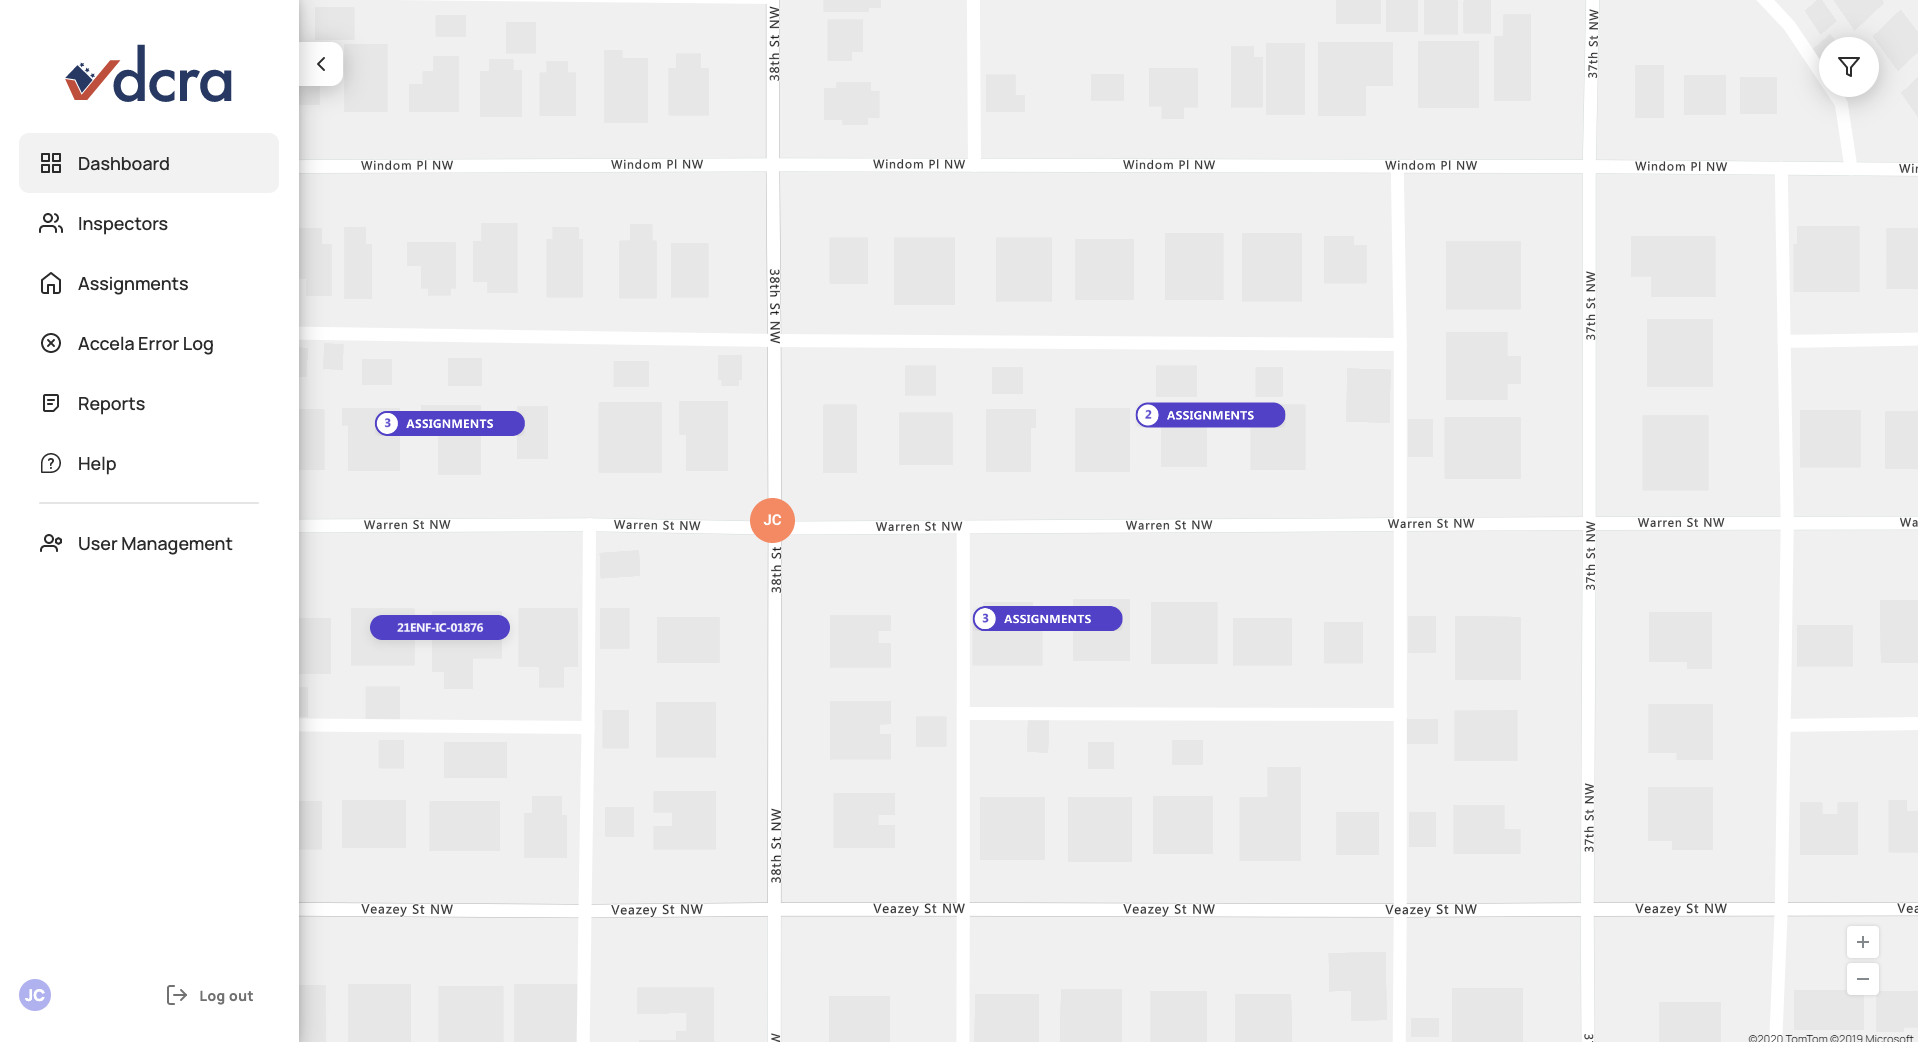 dcra
Dashboard
Inspectors
Assignments
Accela Error Log
Reports
Help
User Management
JC
Log out
38th St NW
37th St NW
Windom Pl NW
Windom Pl NW
Windom Pl NW
Windom Pl NW
Windom Pl NW
Windom Pl NW
Win
38th St NW
37th St NW
3 ASSIGNMENTS
2 ASSIGNMENTS
JC
Warren St NW
Warren St NW
Warren St NW
Warren St NW
Warren St NW
Warren St NW
Wa
38th St
37th St NW
21ENF-IC-01876
3 ASSIGNMENTS
38th St NW
37th St NW
Veazey St NW
Veazey St NW
Veazey St NW
Veazey St NW
Veazey St NW
Veazey St NW
Vea
©2020 TomTom ©2019 Microsoft